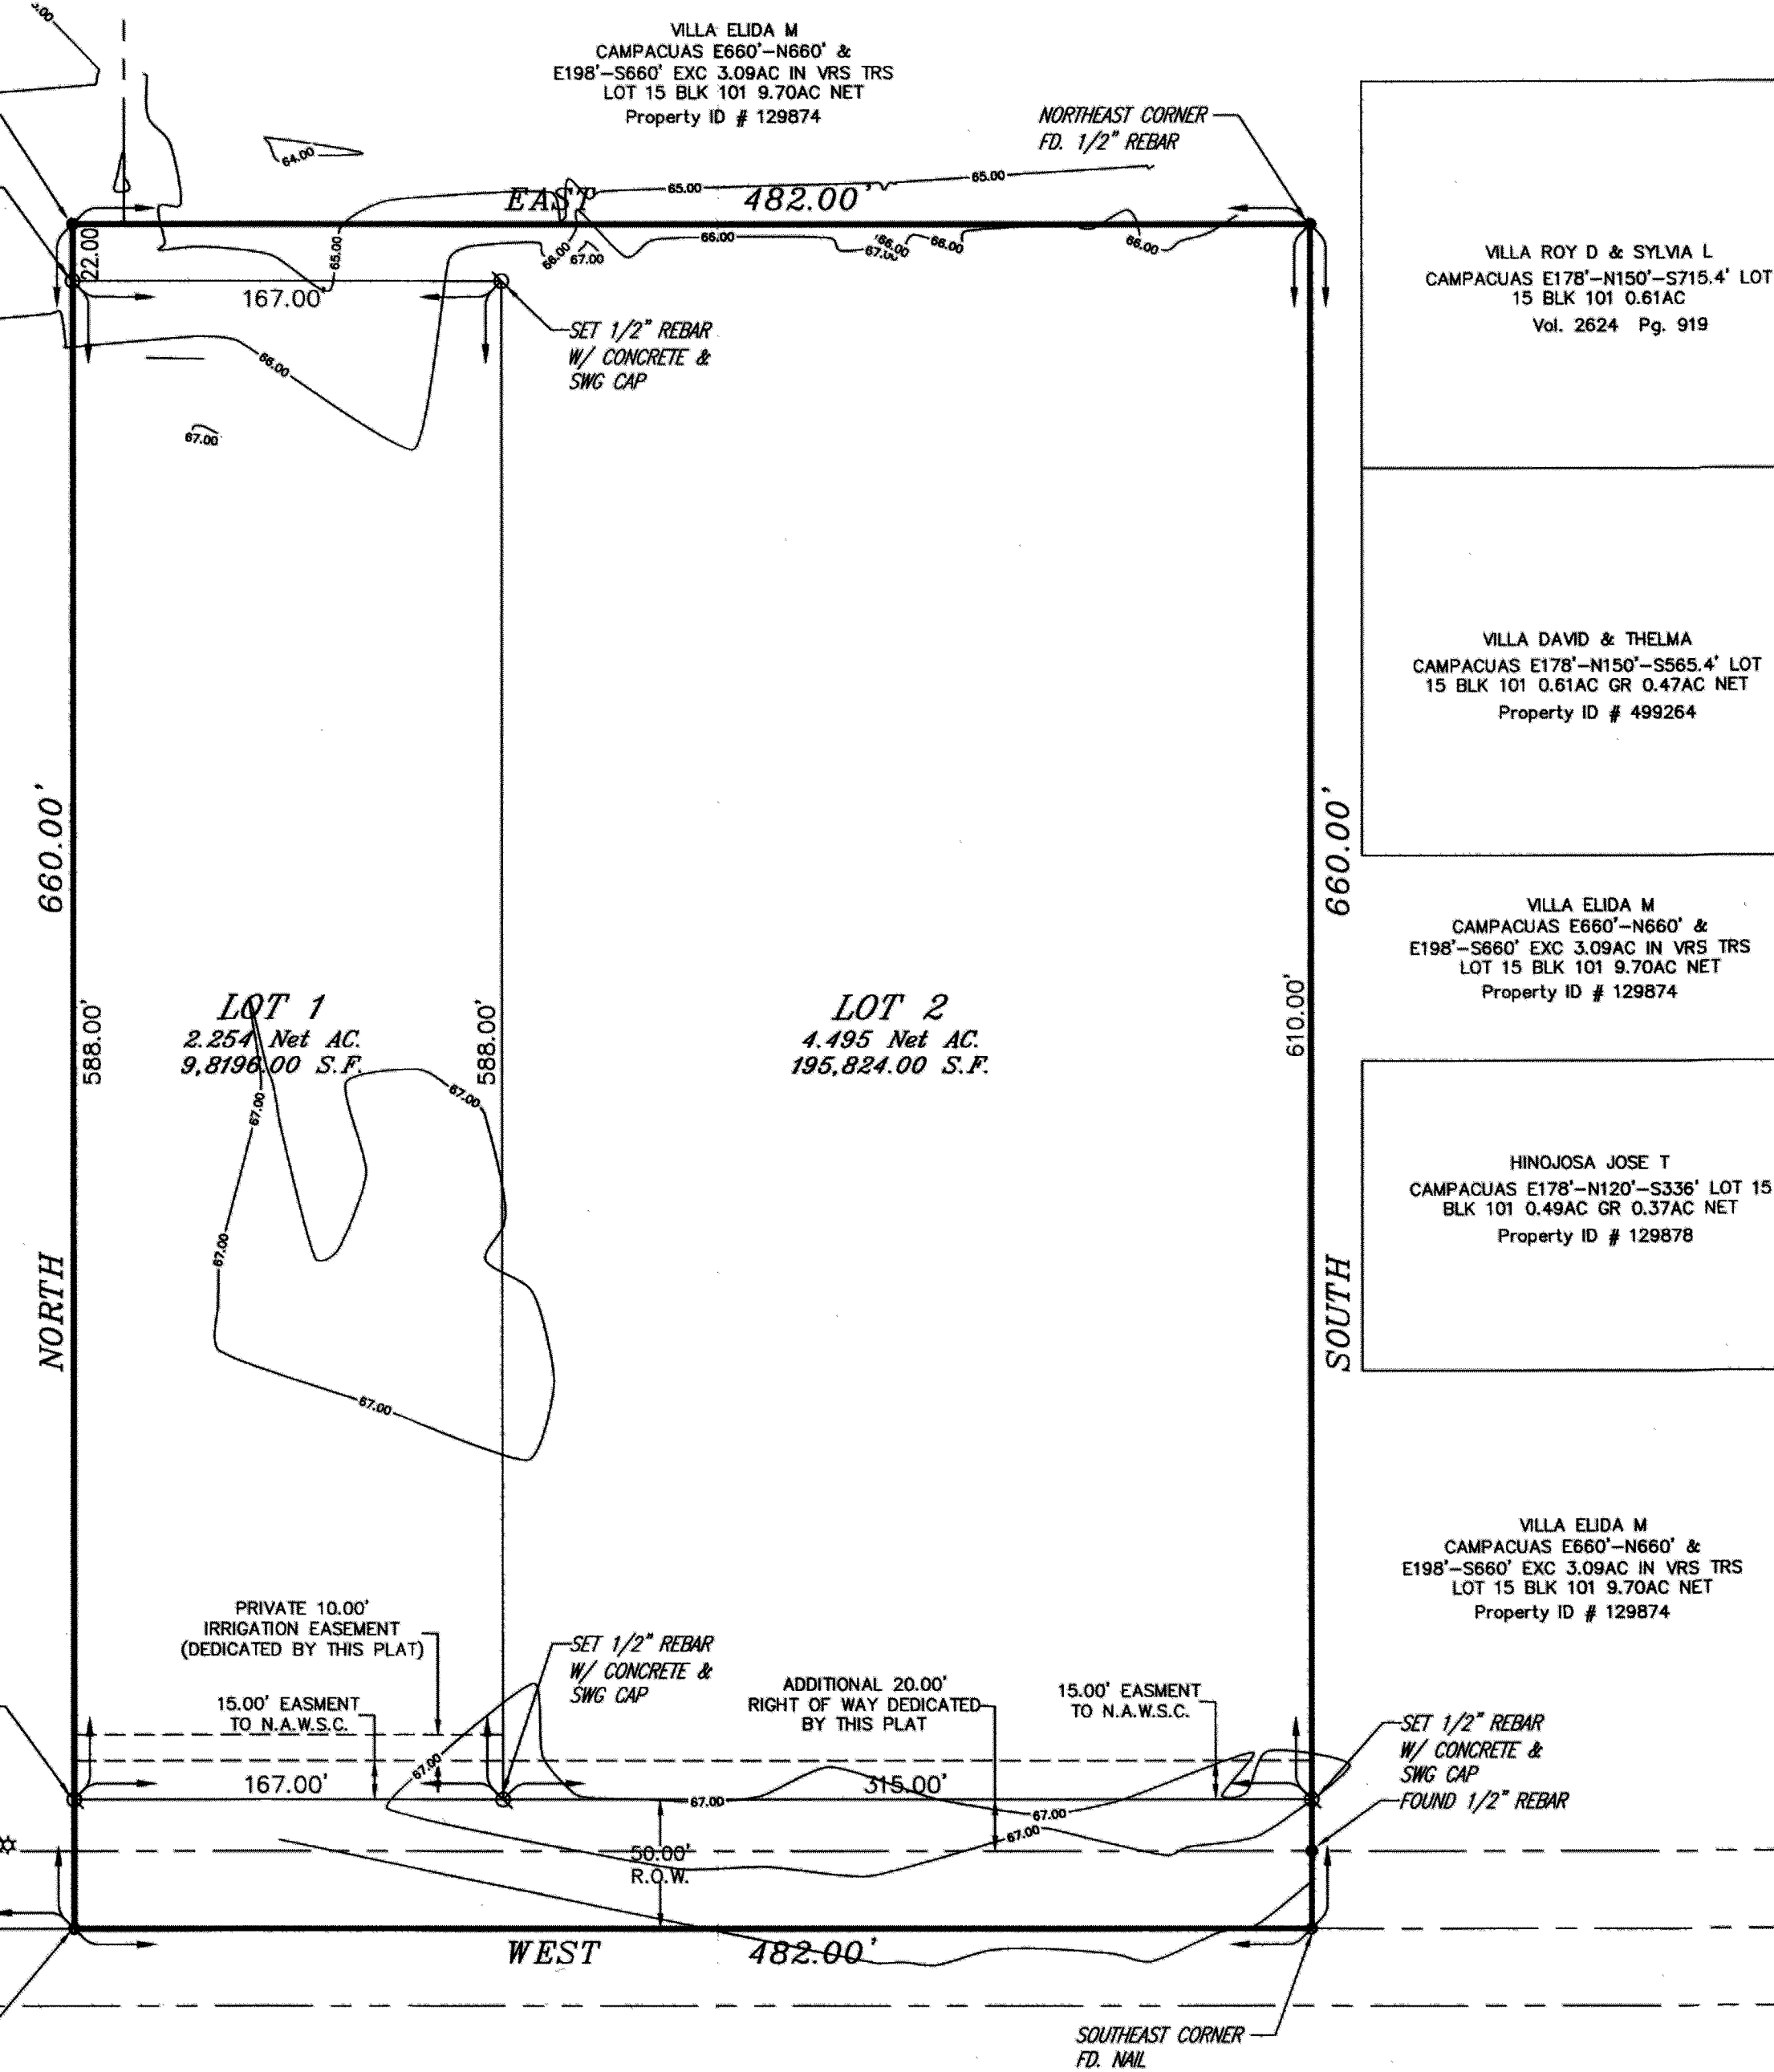 VILLA ELIDA M
CAMPACUAS E660'-N660' &
E198'-S660' EXC 3.09AC IN VRS TRS
LOT 15 BLK 101 9.70AC NET
Property ID # 129874
NORTHEAST CORNER
FD. 1/2" REBAR
64.00
EAST 482.00'
65.00
65.00
22.00
65.00
66.00
67.00
66.00
66.00
67.00
66.00
66.00
167.00'
SET 1/2" REBAR
W/ CONCRETE &
SWG CAP
66.00
67.00
VILLA ROY D & SYLVIA L
CAMPACUAS E178'-N150'-S715.4' LOT
15 BLK 101 0.61AC
Vol. 2624 Pg. 919
VILLA DAVID & THELMA
CAMPACUAS E178'-N150'-S565.4' LOT
15 BLK 101 0.61AC GR 0.47AC NET
Property ID # 499264
660.00'
660.00'
VILLA ELIDA M
CAMPACUAS E660'-N660' &
E198'-S660' EXC 3.09AC IN VRS TRS
LOT 15 BLK 101 9.70AC NET
Property ID # 129874
LOT 1
2.254 Net AC.
9,8196.00 S.F.
588.00'
588.00'
LOT 2
4.495 Net AC.
195,824.00 S.F.
610.00'
67.00
67.00
67.00
67.00
HINOJOSA JOSE T
CAMPACUAS E178'-N120'-S336' LOT 15
BLK 101 0.49AC GR 0.37AC NET
Property ID # 129878
NORTH
SOUTH
VILLA ELIDA M
CAMPACUAS E660'-N660' &
E198'-S660' EXC 3.09AC IN VRS TRS
LOT 15 BLK 101 9.70AC NET
Property ID # 129874
PRIVATE 10.00'
IRRIGATION EASEMENT
(DEDICATED BY THIS PLAT)
SET 1/2" REBAR
W/ CONCRETE &
SWG CAP
15.00' EASMENT
TO N.A.W.S.C.
ADDITIONAL 20.00'
RIGHT OF WAY DEDICATED
BY THIS PLAT
15.00' EASMENT
TO N.A.W.S.C.
SET 1/2" REBAR
W/ CONCRETE &
SWG CAP
FOUND 1/2" REBAR
67.00
167.00'
315.00'
67.00
67.00
67.00
50.00'
R.O.W.
WEST 482.00'
SOUTHEAST CORNER
FD. NAIL